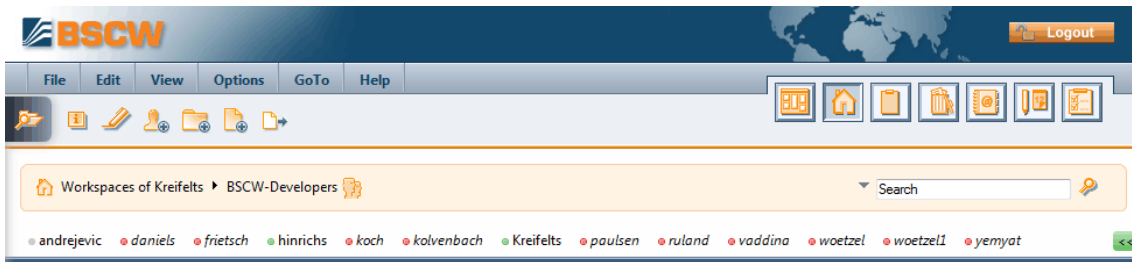 BSCW
Logout
File Edit View Options GoTo Help
Workspaces of Kreifelts BSCW-Developers Search
andrejevic daniels frietsch hinrichs koch kolvenbach Kreifelts paulsen ruland vaddina woetzel woetzel1 yemyat <<